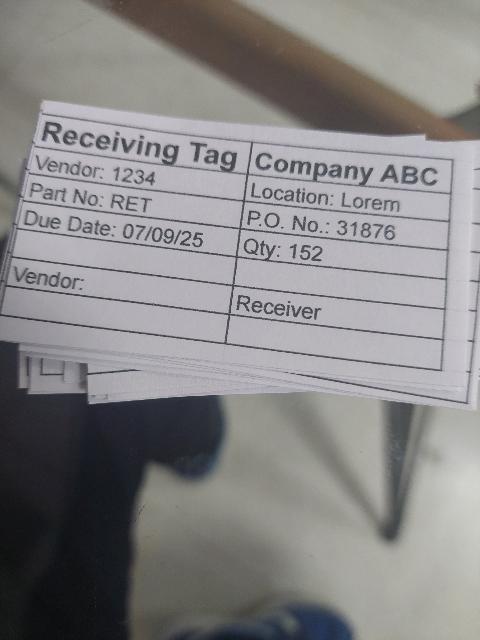 Receiving Tag
Company ABC
Vendor: 1234
Location: Lorem
Part No: RET
P.O. No.: 31876
Due Date: 07/09/25
Qty: 152
Vendor:
Receiver